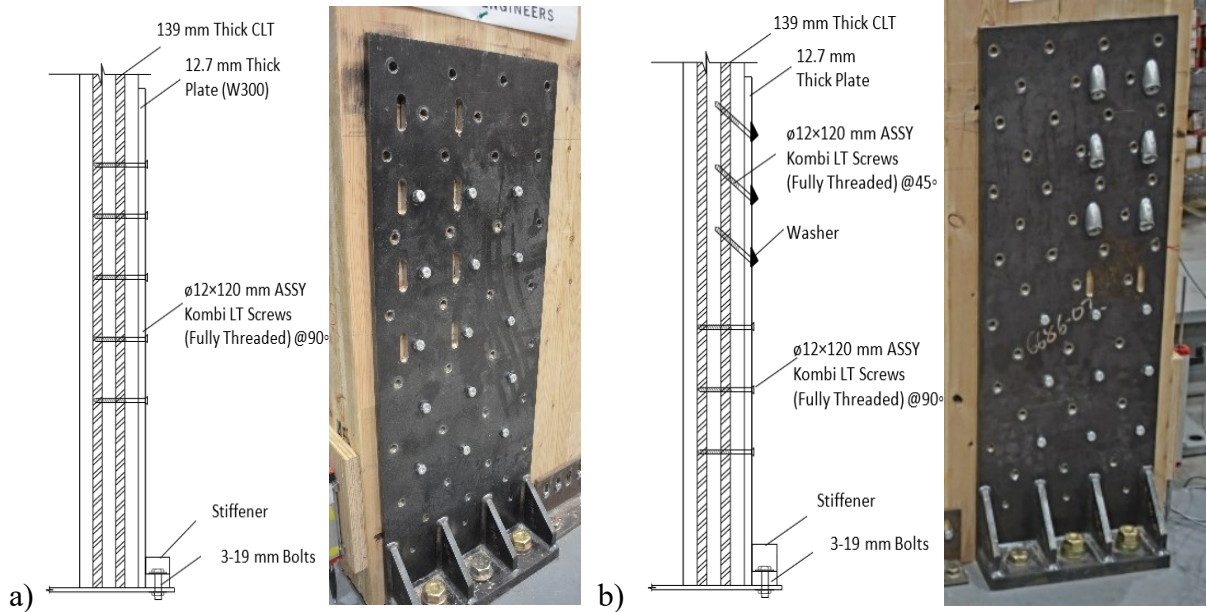 139 mm Thick CLT
12.7 mm Thick
Plate (W300)
ø12×120 mm ASSY
Kombi LT Screws
(Fully Threaded) @90°
Stiffener
3-19 mm Bolts
a)
ENGINEERS
139 mm Thick CLT
12.7 mm
Thick Plate
ø12×120 mm ASSY
Kombi LT Screws
(Fully Threaded) @45°
Washer
ø12×120 mm ASSY
Kombi LT Screws
(Fully Threaded) @90°
Stiffener
3-19 mm Bolts
b)